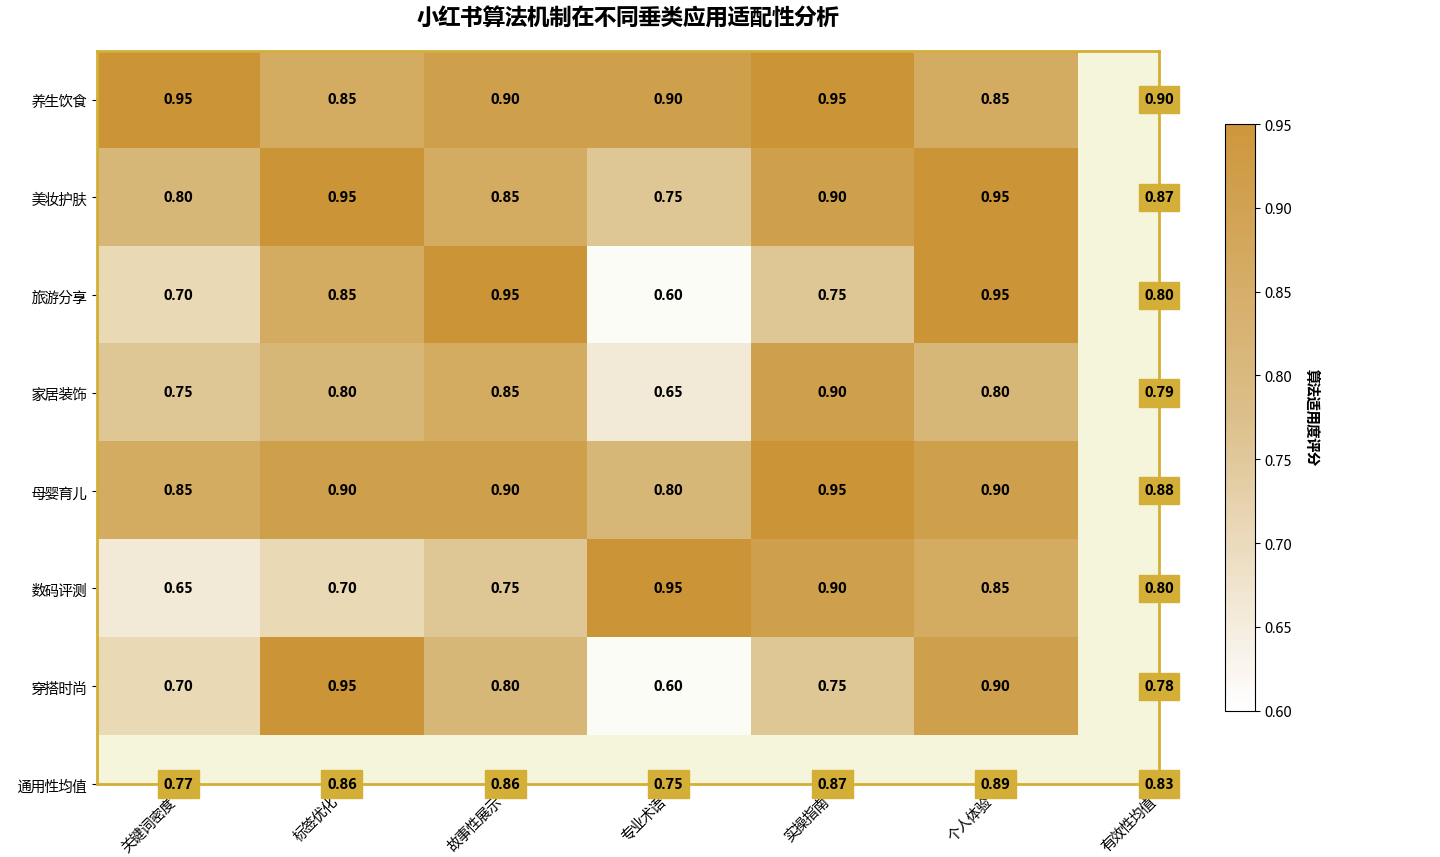 小红书算法机制在不同垂类应用适配性分析
养生饮食 0.95 0.85 0.90 0.90 0.95 0.85 0.90
美妆护肤 0.80 0.95 0.85 0.75 0.90 0.95 0.87
旅游分享 0.70 0.85 0.95 0.60 0.75 0.95 0.80
家居装饰 0.75 0.80 0.85 0.65 0.90 0.80 0.79
母婴育儿 0.85 0.90 0.90 0.80 0.95 0.90 0.88
数码评测 0.65 0.70 0.75 0.95 0.90 0.85 0.80
穿搭时尚 0.70 0.95 0.80 0.60 0.75 0.90 0.78
通用性均值 0.77 0.86 0.86 0.75 0.87 0.89 0.83
关键词密度 标签优化 故事性展示 专业术语 实操指南 个人体验 有效性均值
0.95
0.90
0.85
0.80
0.75
0.70
0.65
0.60
算法适用度评分